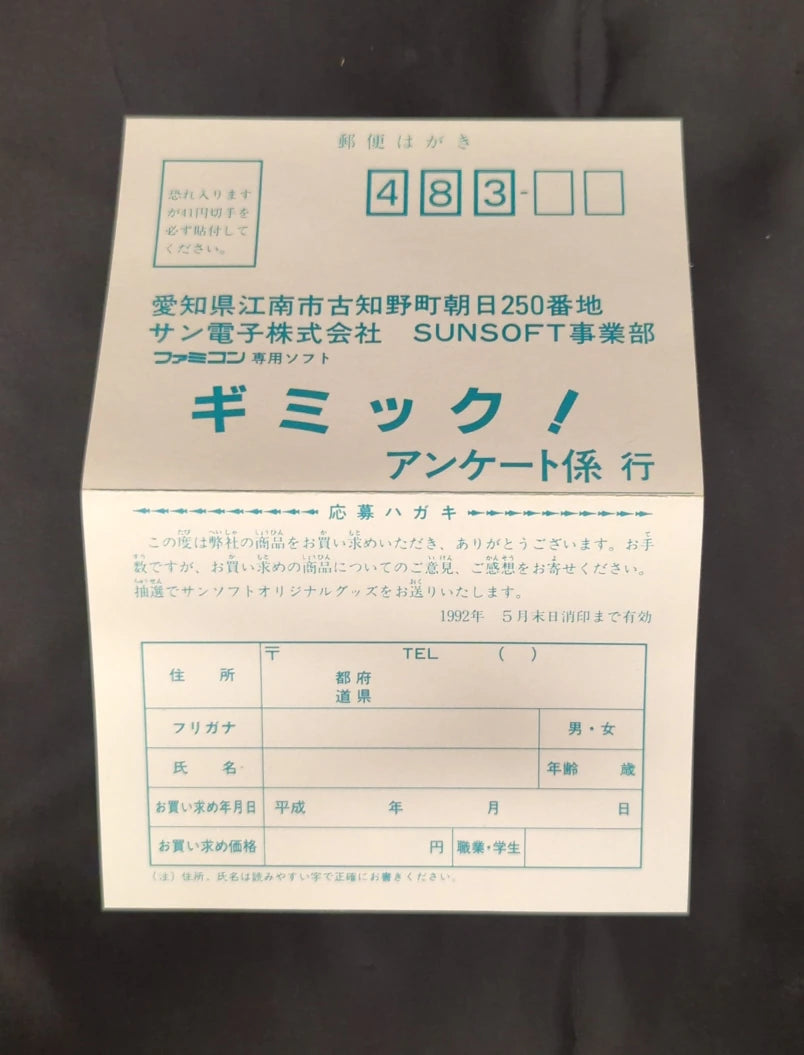 郵便はがき
恐れ入ります
が41円切手を
必ず貼付して
ください。
483-
愛知県江南市古知野町朝日250番地
サン電子株式会社　SUNSOFT事業部
ファミコン専用ソフト
ギミック!
アンケート係 行
応募ハガキ
この度は弊社の商品をお買い求めいただき、ありがとうございます。お手
数ですが、お買い求めの商品についてのご意見、ご感想をお寄せください。
抽選でサンソフトオリジナルグッズをお送りいたします。
1992年　5月末日消印まで有効
住　所　〒　TEL　（　）
都府
道県
フリガナ　男・女
氏　名　年齢　歳
お買い求め年月日　平成　年　月　日
お買い求め価格　円　職業・学生
（注）住所、氏名は読みやすい字で正確にお書きください。